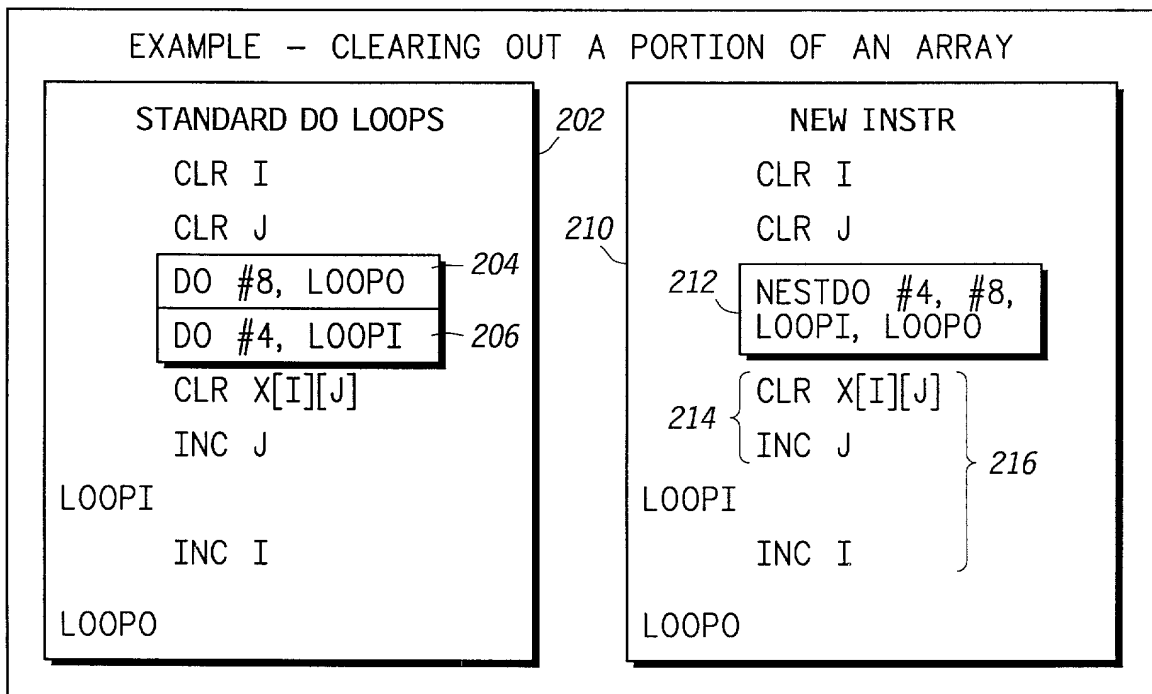 EXAMPLE – CLEARING OUT A PORTION OF AN ARRAY
STANDARD DO LOOPS
202
CLR I
CLR J
DO #8, LOOPO
204
DO #4, LOOPI
206
CLR X[I][J]
INC J
LOOPI
INC I
LOOPO
NEW INSTR
CLR I
210
CLR J
212
NESTDO #4, #8,
LOOPI, LOOPO
CLR X[I][J]
214
INC J
216
LOOPI
INC I
LOOPO